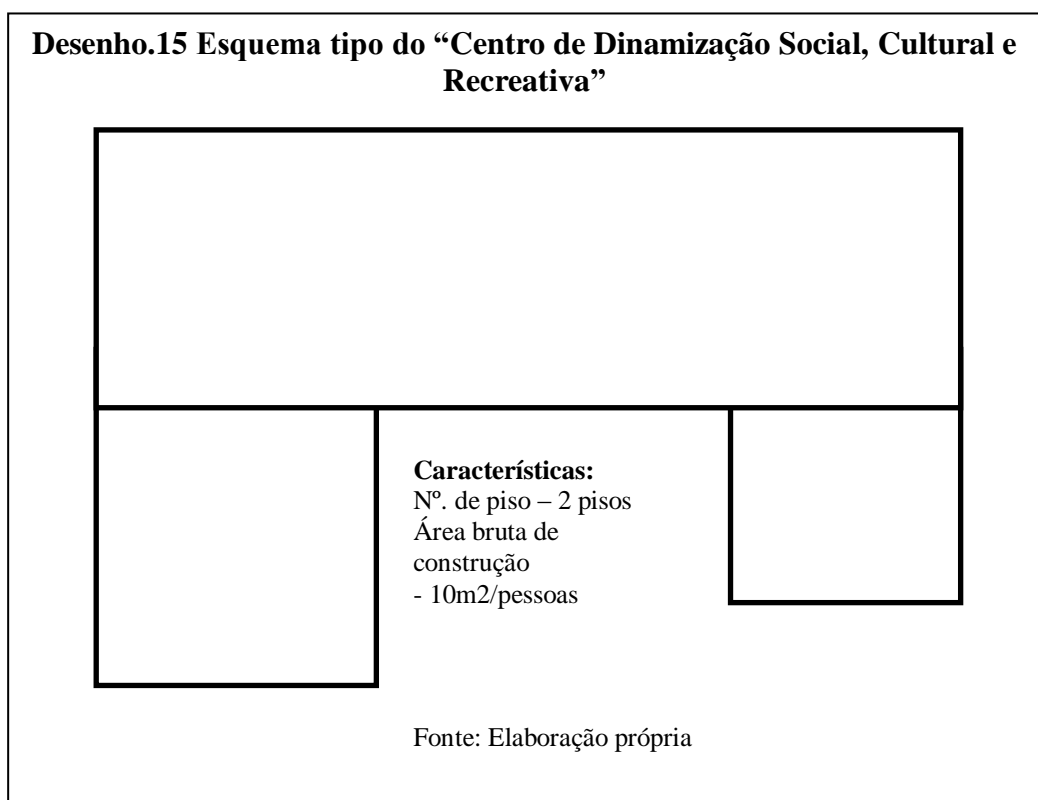 Desenho.15 Esquema tipo do “Centro de Dinamização Social, Cultural e
Recreativa”
Características:
Nº. de piso – 2 pisos
Área bruta de
construção
- 10m2/pessoas
Fonte: Elaboração própria